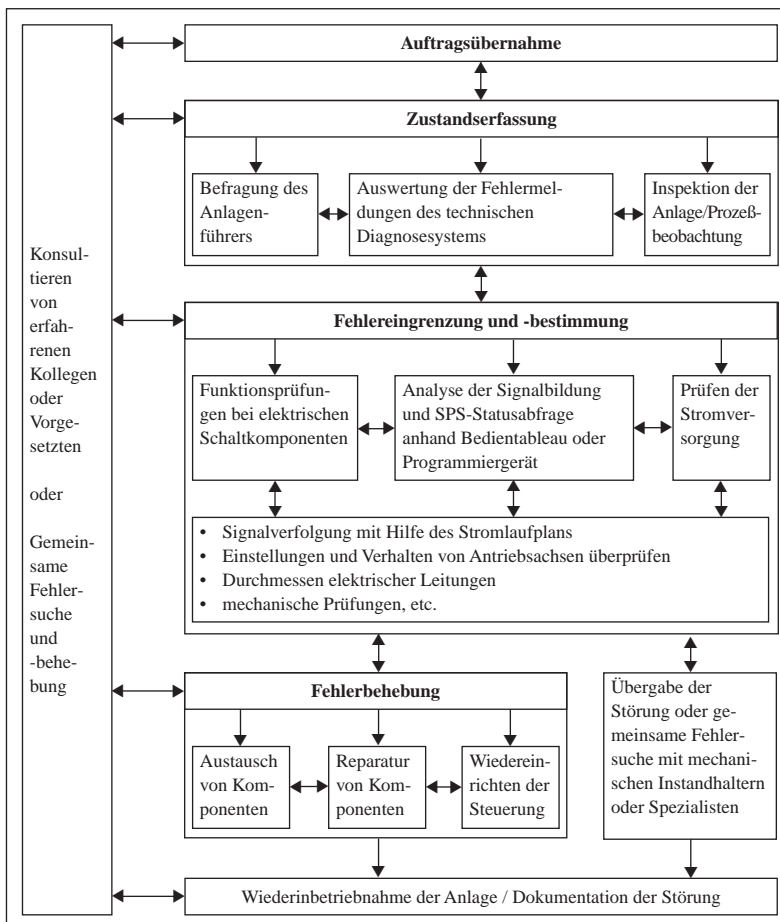 Auftragsübernahme
Zustandserfassung
Befragung des
Anlagen-
führers
Auswertung der Fehlermel-
dungen des technischen
Diagnosesystems
Inspektion der
Anlage/Prozeß-
beobachtung
Konsul-
tieren
von
erfah-
renen
Kollegen
oder
Vorge-
setzten
oder
Gemein-
same
Fehler-
suche
und
-behe-
bung
Fehlereingrenzung und -bestimmung
Funktionsprüfun-
gen bei elektrischen
Schaltkomponenten
Analyse der Signalbildung
und SPS-Statusabfrage
anhand Bedientableau oder
Programmiergerät
Prüfen der
Stromver-
sorgung
• Signalverfolgung mit Hilfe des Stromlaufplans
• Einstellungen und Verhalten von Antriebsachsen überprüfen
• Durchmessen elektrischer Leitungen
• mechanische Prüfungen, etc.
Fehlerbehebung
Austausch
von Kom-
ponenten
Reparatur
von Kom-
ponenten
Wiederein-
richten der
Steuerung
Übergabe der
Störung oder ge-
meinsame Fehler-
suche mit mechani-
schen Instandhaltern
oder Spezialisten
Wiederinbetriebnahme der Anlage / Dokumentation der Störung